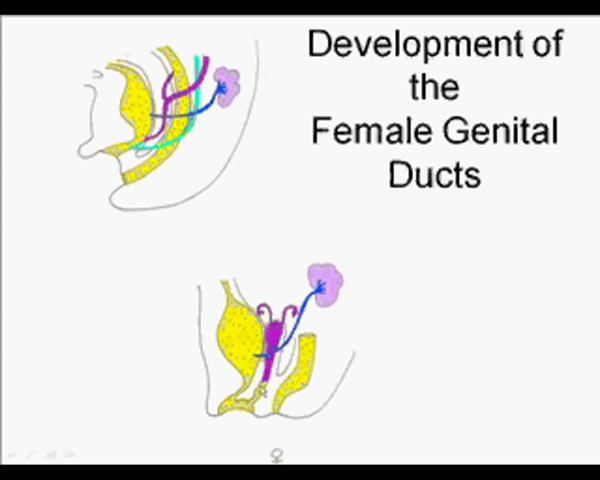 Development of
the
Female Genital
Ducts
♀